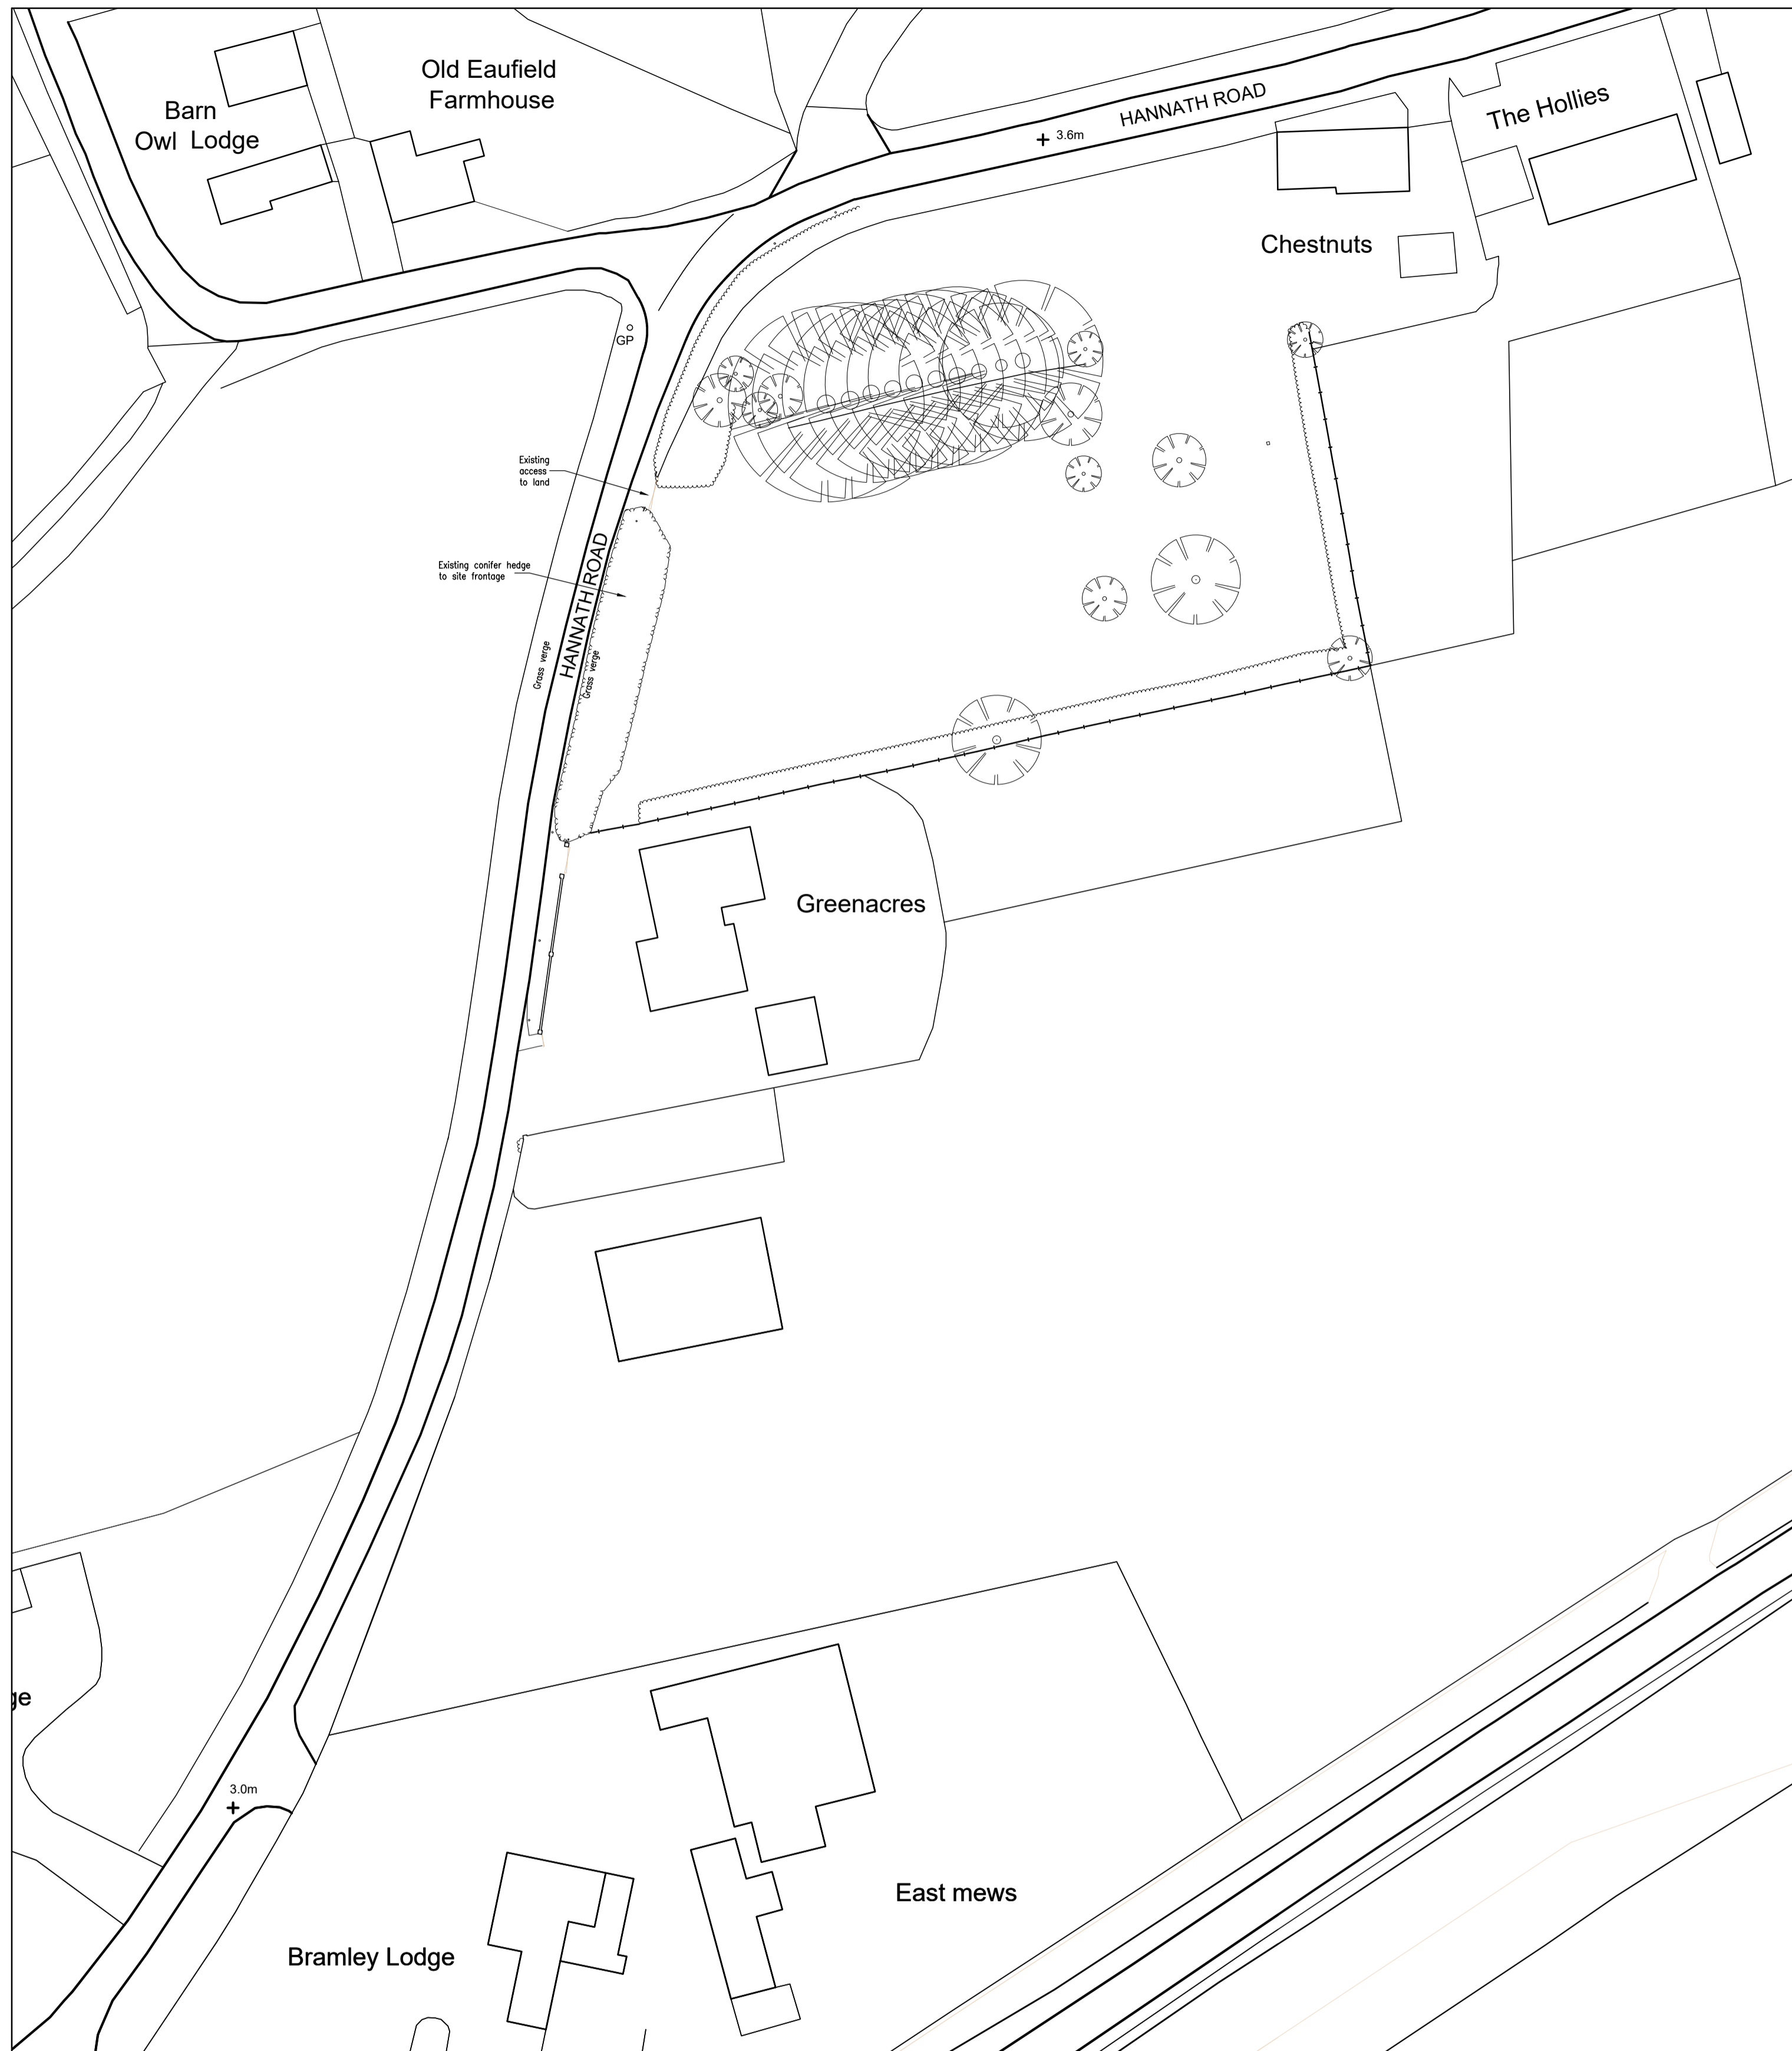 Barn
Owl Lodge
Old Eaufield
Farmhouse
HANNATH ROAD
3.6m
The Hollies
Chestnuts
GP
Existing
access
to land
Existing conifer hedge
to site frontage
HANNATH ROAD
Grass verge
Grass verge
Greenacres
ge
3.0m
East mews
Bramley Lodge